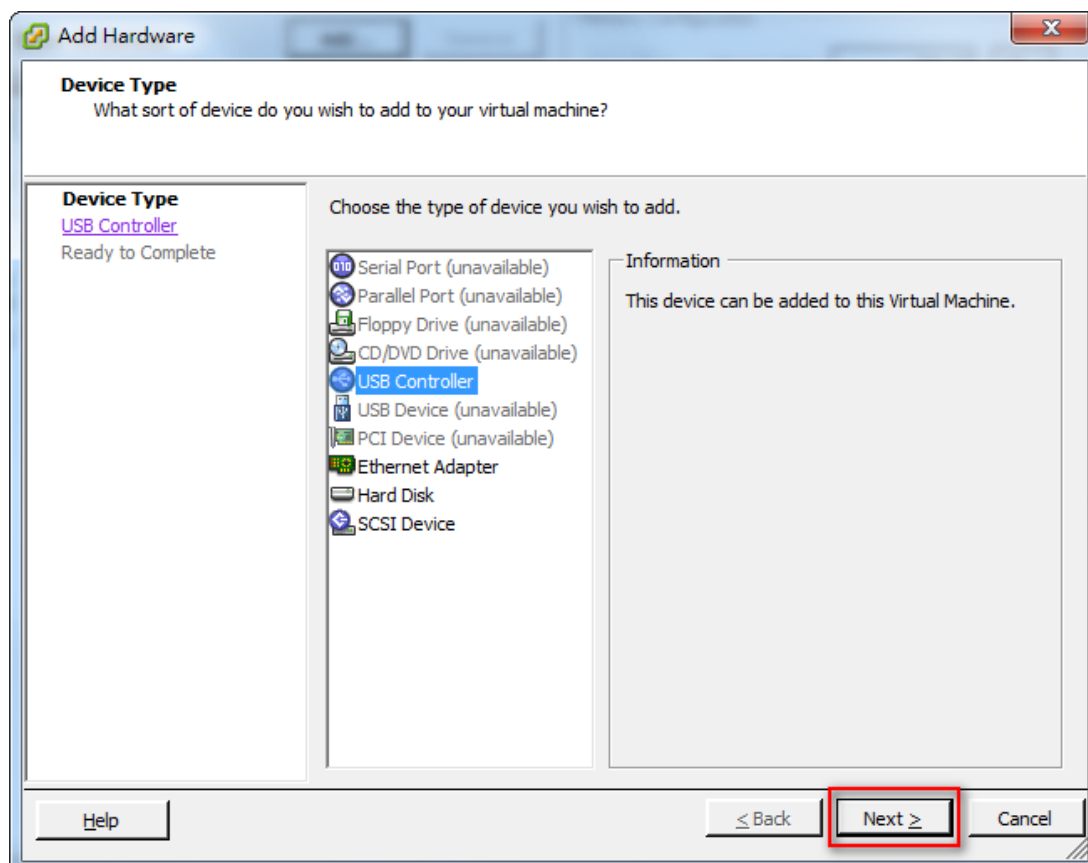 Add Hardware
Device Type
What sort of device do you wish to add to your virtual machine?
Device Type
USB Controller
Ready to Complete
Choose the type of device you wish to add.
Serial Port (unavailable)
Parallel Port (unavailable)
Floppy Drive (unavailable)
CD/DVD Drive (unavailable)
USB Controller
USB Device (unavailable)
PCI Device (unavailable)
Ethernet Adapter
Hard Disk
SCSI Device
Information
This device can be added to this Virtual Machine.
Help
< Back
Next >
Cancel